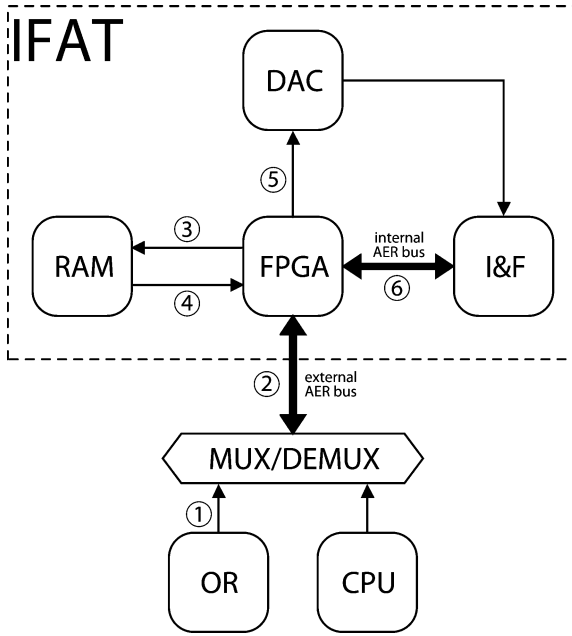 IFAT
DAC
⑤
③
internal
AER bus
RAM
FPGA
I&F
④
⑥
②
external
AER bus
MUX/DEMUX
①
OR
CPU